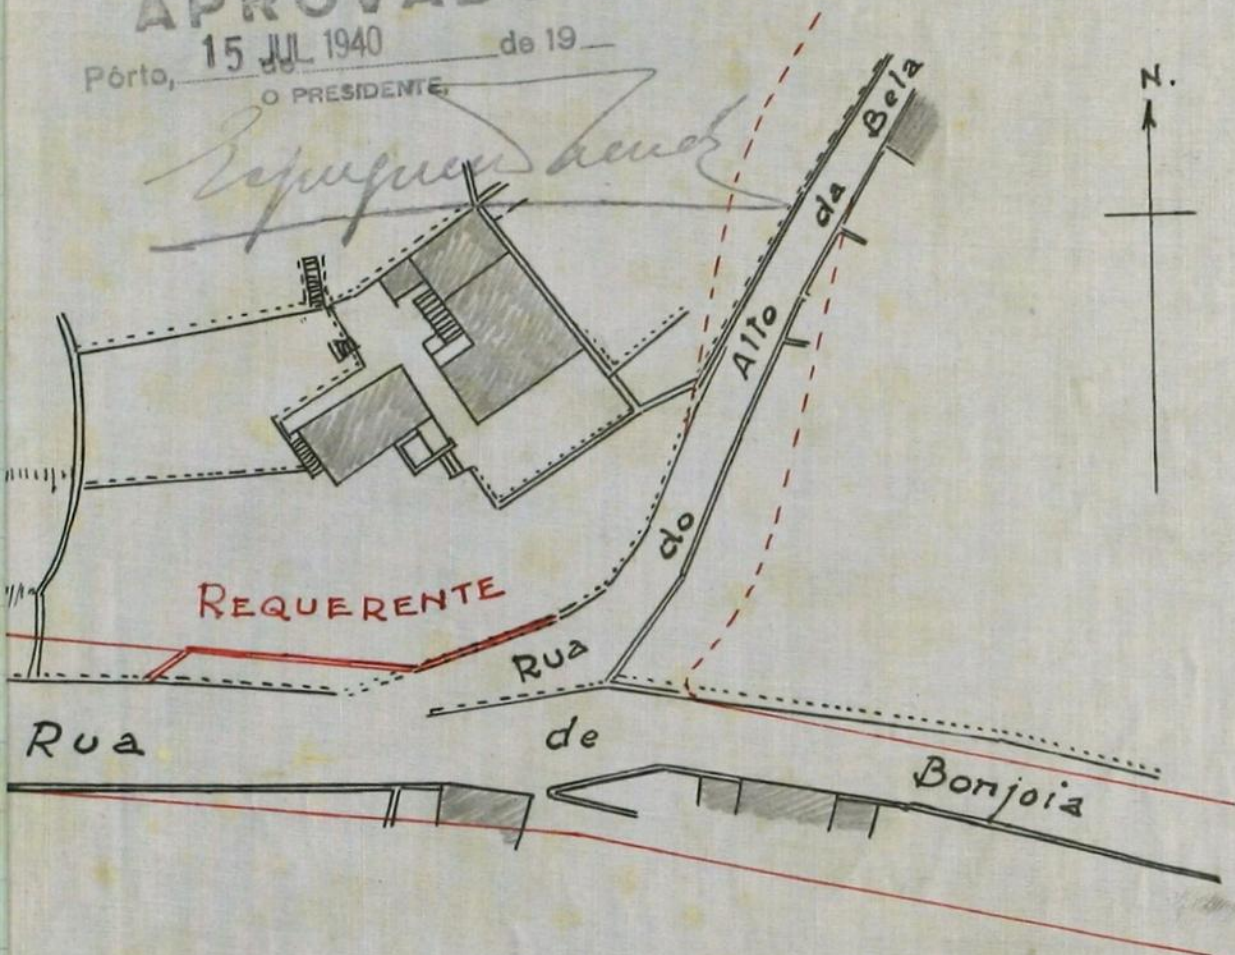 APROVAD
Pôrto, 15 JUL 1940 de 19
O PRESIDENTE,
N.
Rua do Alto da Bela
REQUERENTE
Rua de Bonjoia